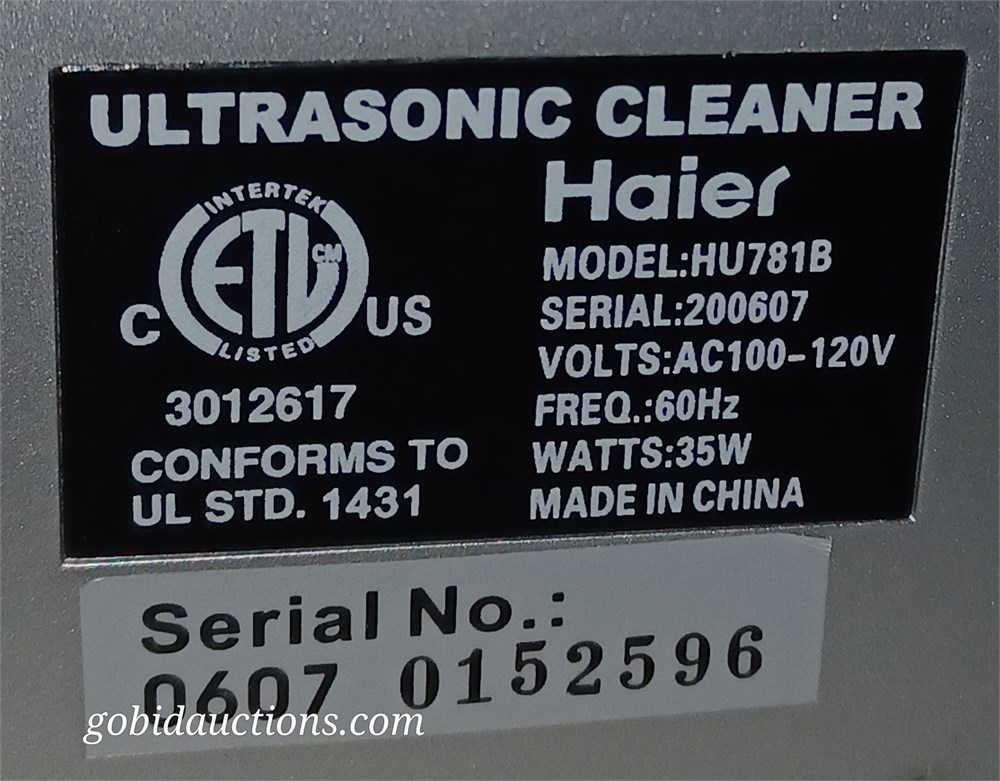 ULTRASONIC CLEANER
INTERTEK
ETL CM
LISTED
C US
3012617
CONFORMS TO
UL STD. 1431
Haier
MODEL:HU781B
SERIAL:200607
VOLTS:AC100-120V
FREQ.:60Hz
WATTS:35W
MADE IN CHINA
Serial No.:
0607 0152596
gobidauctions.com